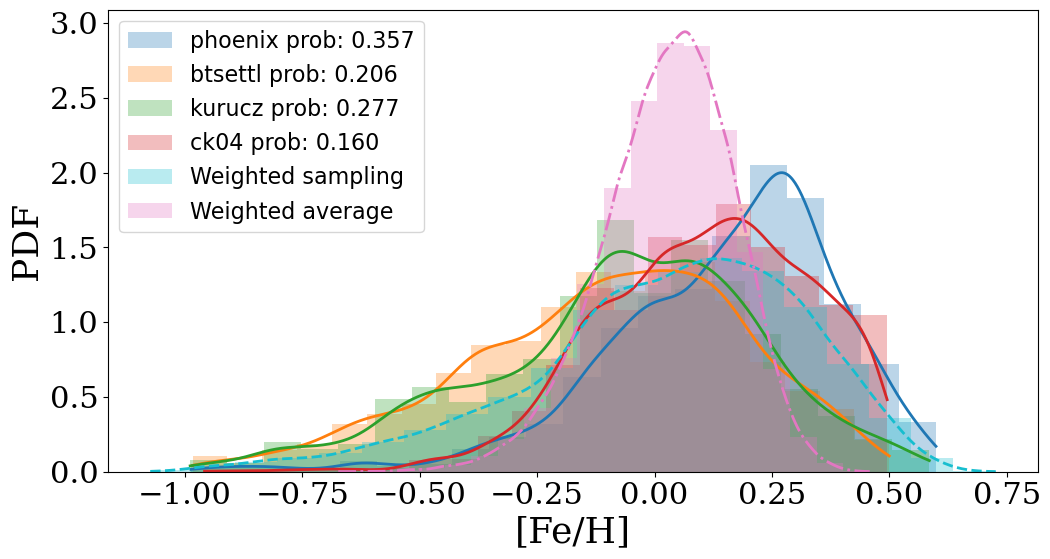 3.0
2.5
2.0
1.5
1.0
0.5
0.0
PDF
phoenix prob: 0.357
btsettl prob: 0.206
kurucz prob: 0.277
ck04 prob: 0.160
Weighted sampling
Weighted average
−1.00 −0.75 −0.50 −0.25 0.00 0.25 0.50 0.75
[Fe/H]